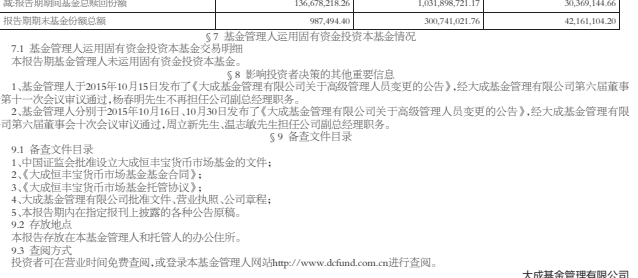 减:报告期期间基金总赎回份额 136,678,218.26 1,031,898,721.17 30,369,144.66
报告期期末基金份额总额 987,494.40 300,741,021.76 42,161,104.20
§7 基金管理人运用固有资金投资本基金情况
7.1 基金管理人运用固有资金投资本基金交易明细
本报告期基金管理人未运用固有资金投资本基金。
§8 影响投资者决策的其他重要信息
1、基金管理人于2015年10月15日发布了《大成基金管理有限公司关于高级管理人员变更的公告》,经大成基金管理有限公司第六届董事
第十一次会议审议通过,杨春明先生不再担任公司副总经理职务。
2、基金管理人分别于2015年10月16日、10月30日发布了《大成基金管理有限公司关于高级管理人员变更的公告》,经大成基金管理有限
司第六届董事会十次会议审议通过,周立新先生、温志敏先生担任公司副总经理职务。
§9 备查文件目录
9.1 备查文件目录
1、中国证监会批准设立大成恒丰宝货币市场基金的文件;
2、《大成恒丰宝货币市场基金基金合同》;
3、《大成恒丰宝货币市场基金托管协议》;
4、大成基金管理有限公司批准文件、营业执照、公司章程;
5、本报告期内在指定报刊上披露的各种公告原稿。
9.2 存放地点
本报告存放在本基金管理人和托管人的办公住所。
9.3 查阅方式
投资者可在营业时间免费查阅,或登录本基金管理人网站http://www.dcfund.com.cn进行查阅。
大成基金管理有限公司